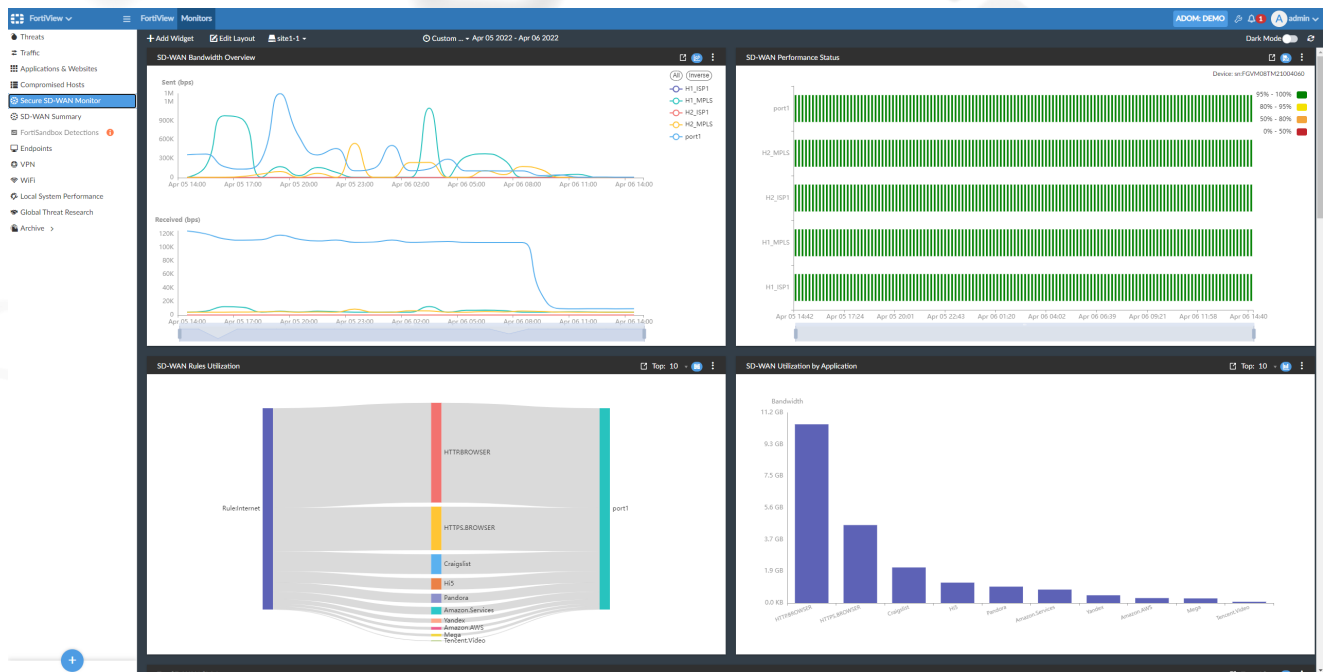 FortiView
FortiView Monitors
ADOM: DEMO
1
A
admin
Threats
Traffic
Applications & Websites
Compromised Hosts
Secure SD-WAN Monitor
SD-WAN Summary
FortiSandbox Detections
Endpoints
VPN
WiFi
Local System Performance
Global Threat Research
Archive
+ Add Widget Edit Layout site1-1 Custom ... Apr 05 2022 - Apr 06 2022
Dark Mode
SD-WAN Bandwidth Overview
All Inverse
H1_ISP1
H1_MPLS
H2_ISP1
H2_MPLS
port1
Sent (bps)
1M
1M
900K
600K
300K
0
Apr 05 14:00 Apr 05 17:00 Apr 05 20:00 Apr 05 23:00 Apr 06 02:00 Apr 06 05:00 Apr 06 08:00 Apr 06 11:00 Apr 06 14:00
Received (bps)
120K
100K
80K
60K
40K
20K
0
Apr 05 14:00 Apr 05 17:00 Apr 05 20:00 Apr 05 23:00 Apr 06 02:00 Apr 06 05:00 Apr 06 08:00 Apr 06 11:00 Apr 06 14:00
SD-WAN Performance Status
Device: sn:FGVM08TM21004060
95% - 100%
80% - 95%
50% - 80%
0% - 50%
port1
H2_MPLS
H2_ISP1
H1_MPLS
H1_ISP1
Apr 05 14:42 Apr 05 17:24 Apr 05 20:01 Apr 05 22:43 Apr 06 01:20 Apr 06 04:02 Apr 06 06:39 Apr 06 09:21 Apr 06 11:58 Apr 06 14:40
SD-WAN Rules Utilization
Top: 10
Rule:Internet
HTTP.BROWSER
HTTPS.BROWSER
Craigslist
Hi5
Pandora
Amazon.Services
Yandex
Amazon.AWS
Mega
Tencent.Video
port1
SD-WAN Utilization by Application
Top: 10
Bandwidth
11.2 GB
9.3 GB
7.5 GB
5.6 GB
3.7 GB
1.9 GB
0.0 KB
HTTP.BROWSER HTTPS.BROWSER Craigslist Hi5 Pandora Amazon.Services Yandex Amazon.AWS Mega Tencent.Video